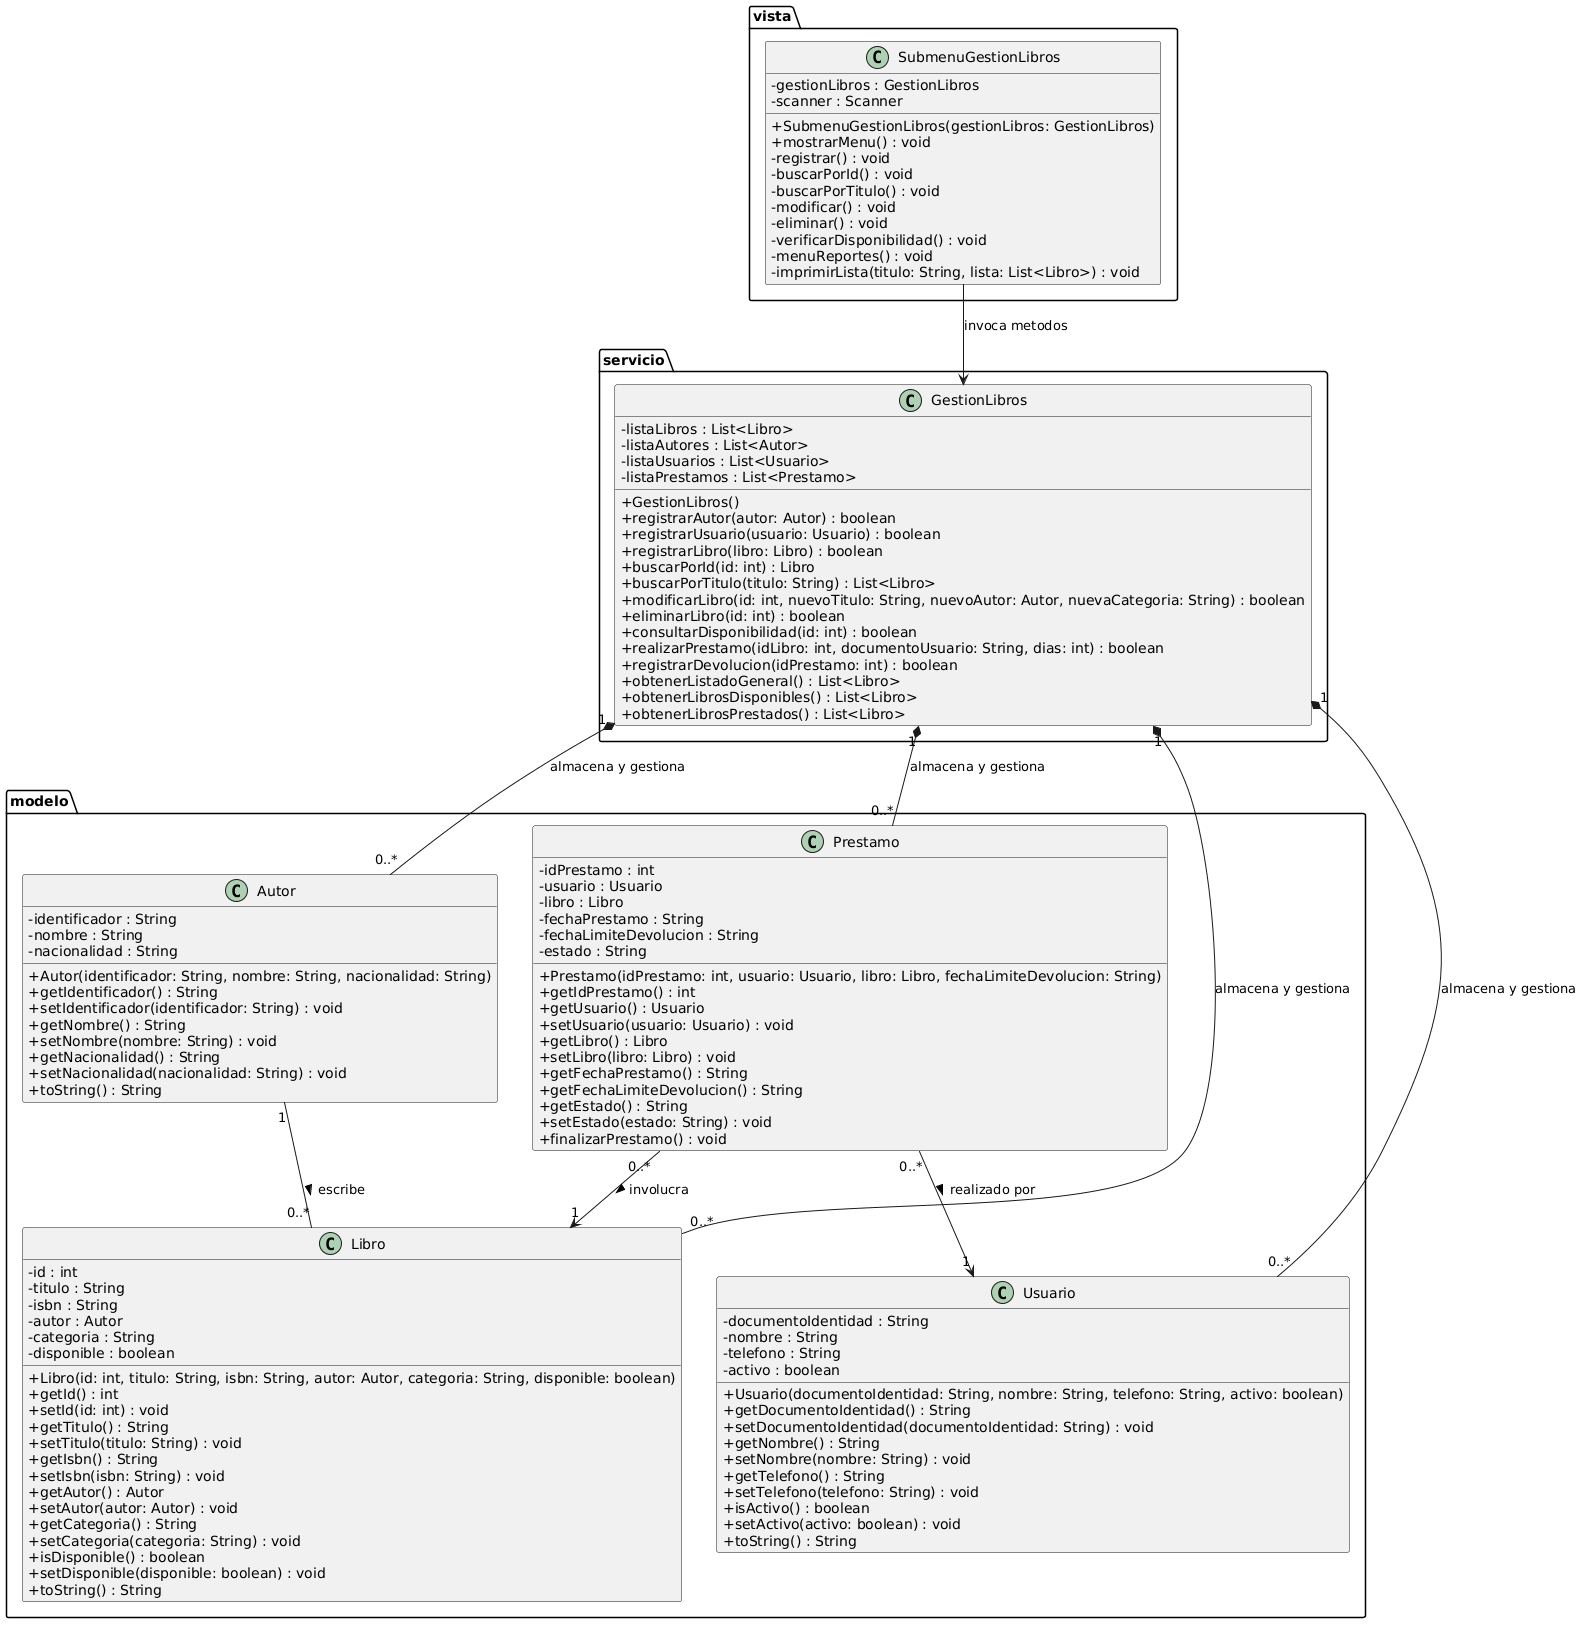 vista
SubmenuGestionLibros
-gestionLibros : GestionLibros
-scanner : Scanner
+SubmenuGestionLibros(gestionLibros: GestionLibros)
+mostrarMenu() : void
-registrar() : void
-buscarPorId() : void
-buscarPorTitulo() : void
-modificar() : void
-eliminar() : void
-verificarDisponibilidad() : void
-menuReportes() : void
-imprimirLista(titulo: String, lista: List<Libro>) : void
invoca metodos
servicio
GestionLibros
-listaLibros : List<Libro>
-listaAutores : List<Autor>
-listaUsuarios : List<Usuario>
-listaPrestamos : List<Prestamo>
+GestionLibros()
+registrarAutor(autor: Autor) : boolean
+registrarUsuario(usuario: Usuario) : boolean
+registrarLibro(libro: Libro) : boolean
+buscarPorId(id: int) : Libro
+buscarPorTitulo(titulo: String) : List<Libro>
+modificarLibro(id: int, nuevoTitulo: String, nuevoAutor: Autor, nuevaCategoria: String) : boolean
+eliminarLibro(id: int) : boolean
+consultarDisponibilidad(id: int) : boolean
+realizarPrestamo(idLibro: int, documentoUsuario: String, dias: int) : boolean
+registrarDevolucion(idPrestamo: int) : boolean
+obtenerListadoGeneral() : List<Libro>
+obtenerLibrosDisponibles() : List<Libro>
+obtenerLibrosPrestados() : List<Libro>
1
1
1
1
almacena y gestiona
almacena y gestiona
modelo
0..*
0..*
Prestamo
-idPrestamo : int
-usuario : Usuario
-libro : Libro
-fechaPrestamo : String
-fechaLimiteDevolucion : String
-estado : String
+Prestamo(idPrestamo: int, usuario: Usuario, libro: Libro, fechaLimiteDevolucion: String)
+getIdPrestamo() : int
+getUsuario() : Usuario
+setUsuario(usuario: Usuario) : void
+getLibro() : Libro
+setLibro(libro: Libro) : void
+getFechaPrestamo() : String
+getFechaLimiteDevolucion() : String
+getEstado() : String
+setEstado(estado: String) : void
+finalizarPrestamo() : void
Autor
-identificador : String
-nombre : String
-nacionalidad : String
+Autor(identificador: String, nombre: String, nacionalidad: String)
+getIdentificador() : String
+setIdentificador(identificador: String) : void
+getNombre() : String
+setNombre(nombre: String) : void
+getNacionalidad() : String
+setNacionalidad(nacionalidad: String) : void
+toString() : String
almacena y gestiona
almacena y gestiona
1
0..*
0..*
escribe
involucra
realizado por
0..*
1
0..*
1
0..*
Libro
-id : int
-titulo : String
-isbn : String
-autor : Autor
-categoria : String
-disponible : boolean
+Libro(id: int, titulo: String, isbn: String, autor: Autor, categoria: String, disponible: boolean)
+getId() : int
+setId(id: int) : void
+getTitulo() : String
+setTitulo(titulo: String) : void
+getIsbn() : String
+setIsbn(isbn: String) : void
+getAutor() : Autor
+setAutor(autor: Autor) : void
+getCategoria() : String
+setCategoria(categoria: String) : void
+isDisponible() : boolean
+setDisponible(disponible: boolean) : void
+toString() : String
Usuario
-documentoIdentidad : String
-nombre : String
-telefono : String
-activo : boolean
+Usuario(documentoIdentidad: String, nombre: String, telefono: String, activo: boolean)
+getDocumentoIdentidad() : String
+setDocumentoIdentidad(documentoIdentidad: String) : void
+getNombre() : String
+setNombre(nombre: String) : void
+getTelefono() : String
+setTelefono(telefono: String) : void
+isActivo() : boolean
+setActivo(activo: boolean) : void
+toString() : String